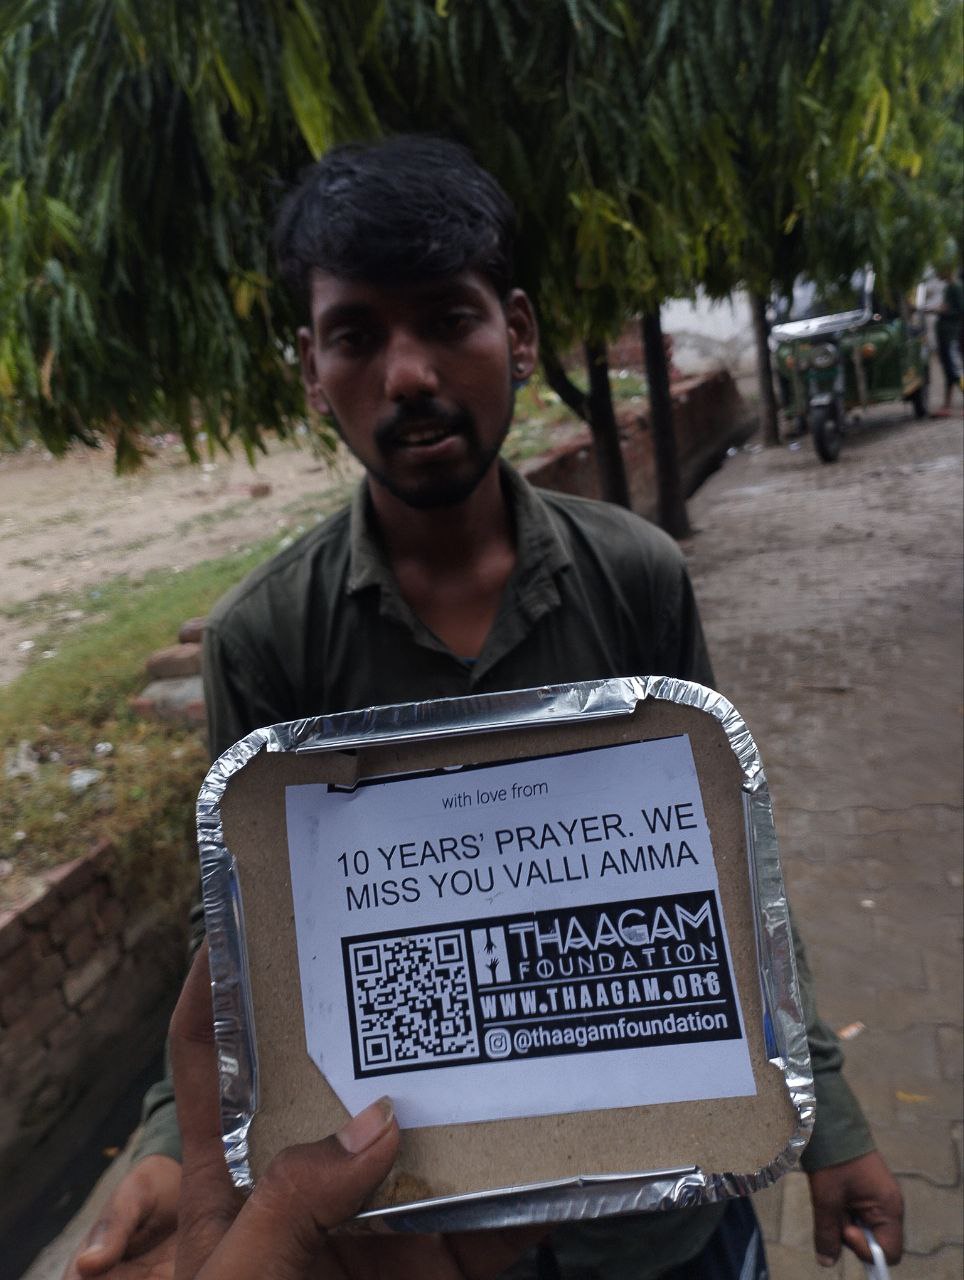 with love from
10 YEARS' PRAYER. WE
MISS YOU VALLI AMMA
THAAGAM
FOUNDATION
WWW.THAAGAM.ORG
@thaagamfoundation